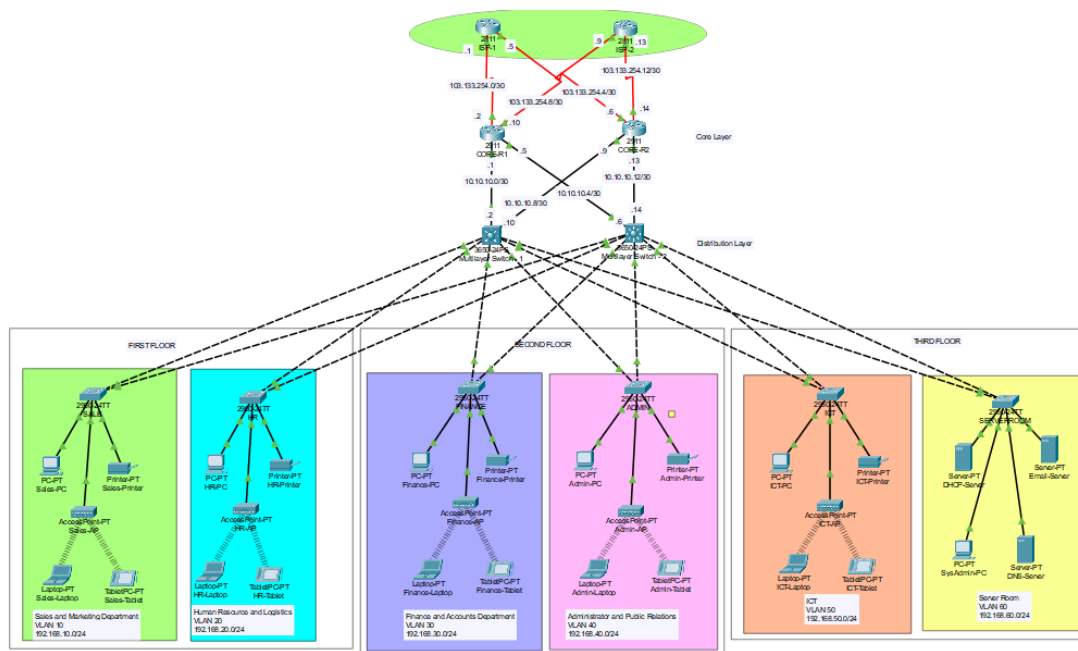 2811
ISP-1
2811
ISP-2
.1
.5
.9
.13
103.133.254.0/30
103.133.254.8/30
103.133.254.4/30
103.133.254.12/30
.2
.10
.6
.14
2911
CORE-R1
2911
CORE-R2
Core Layer
.1
.5
.9
.13
10.10.10.0/30
10.10.10.8/30
10.10.10.4/30
10.10.10.12/30
.2
.10
.6
.14
3650-24PS
Multilayer Switch - 1
3650-24PS
Multilayer Switch - 2
Distribution Layer
FIRST FLOOR
SECOND FLOOR
THIRD FLOOR
2960-24TT
2960-24TT
HR
2960-24TT
FINANCE
2960-24TT
ADMIN
2960-24TT
ICT
2960-24TT
SERVER ROOM
PC-PT
Sales-PC
Printer-PT
Sales-Printer
AccessPoint-PT
Sales-AP
Laptop-PT
Sales-Laptop
TabletPC-PT
Sales-Tablet
Sales and Marketing Department
VLAN 10
192.168.10.0/24
PC-PT
HR-PC
Printer-PT
HR-Printer
AccessPoint-PT
HR-AP
Laptop-PT
HR-Laptop
TabletPC-PT
HR-Tablet
Human Resource and Logistics
VLAN 20
192.168.20.0/24
PC-PT
Finance-PC
Printer-PT
Finance-Printer
AccessPoint-PT
Finance-AP
Laptop-PT
Finance-Laptop
TabletPC-PT
Finance-Tablet
Finance and Accounts Department
VLAN 30
192.168.30.0/24
PC-PT
Admin-PC
Printer-PT
Admin-Printer
AccessPoint-PT
Admin-AP
Laptop-PT
Admin-Laptop
TabletPC-PT
Admin-Tablet
Administrator and Public Relations
VLAN 40
192.168.40.0/24
PC-PT
ICT-PC
Printer-PT
ICT-Printer
AccessPoint-PT
ICT-AP
Laptop-PT
ICT-Laptop
TabletPC-PT
ICT-Tablet
ICT
VLAN 50
192.168.50.0/24
Server-PT
DHCP-Server
Server-PT
Email-Server
PC-PT
SysAdmin-PC
Server-PT
DNS-Server
Server Room
VLAN 60
192.168.60.0/24